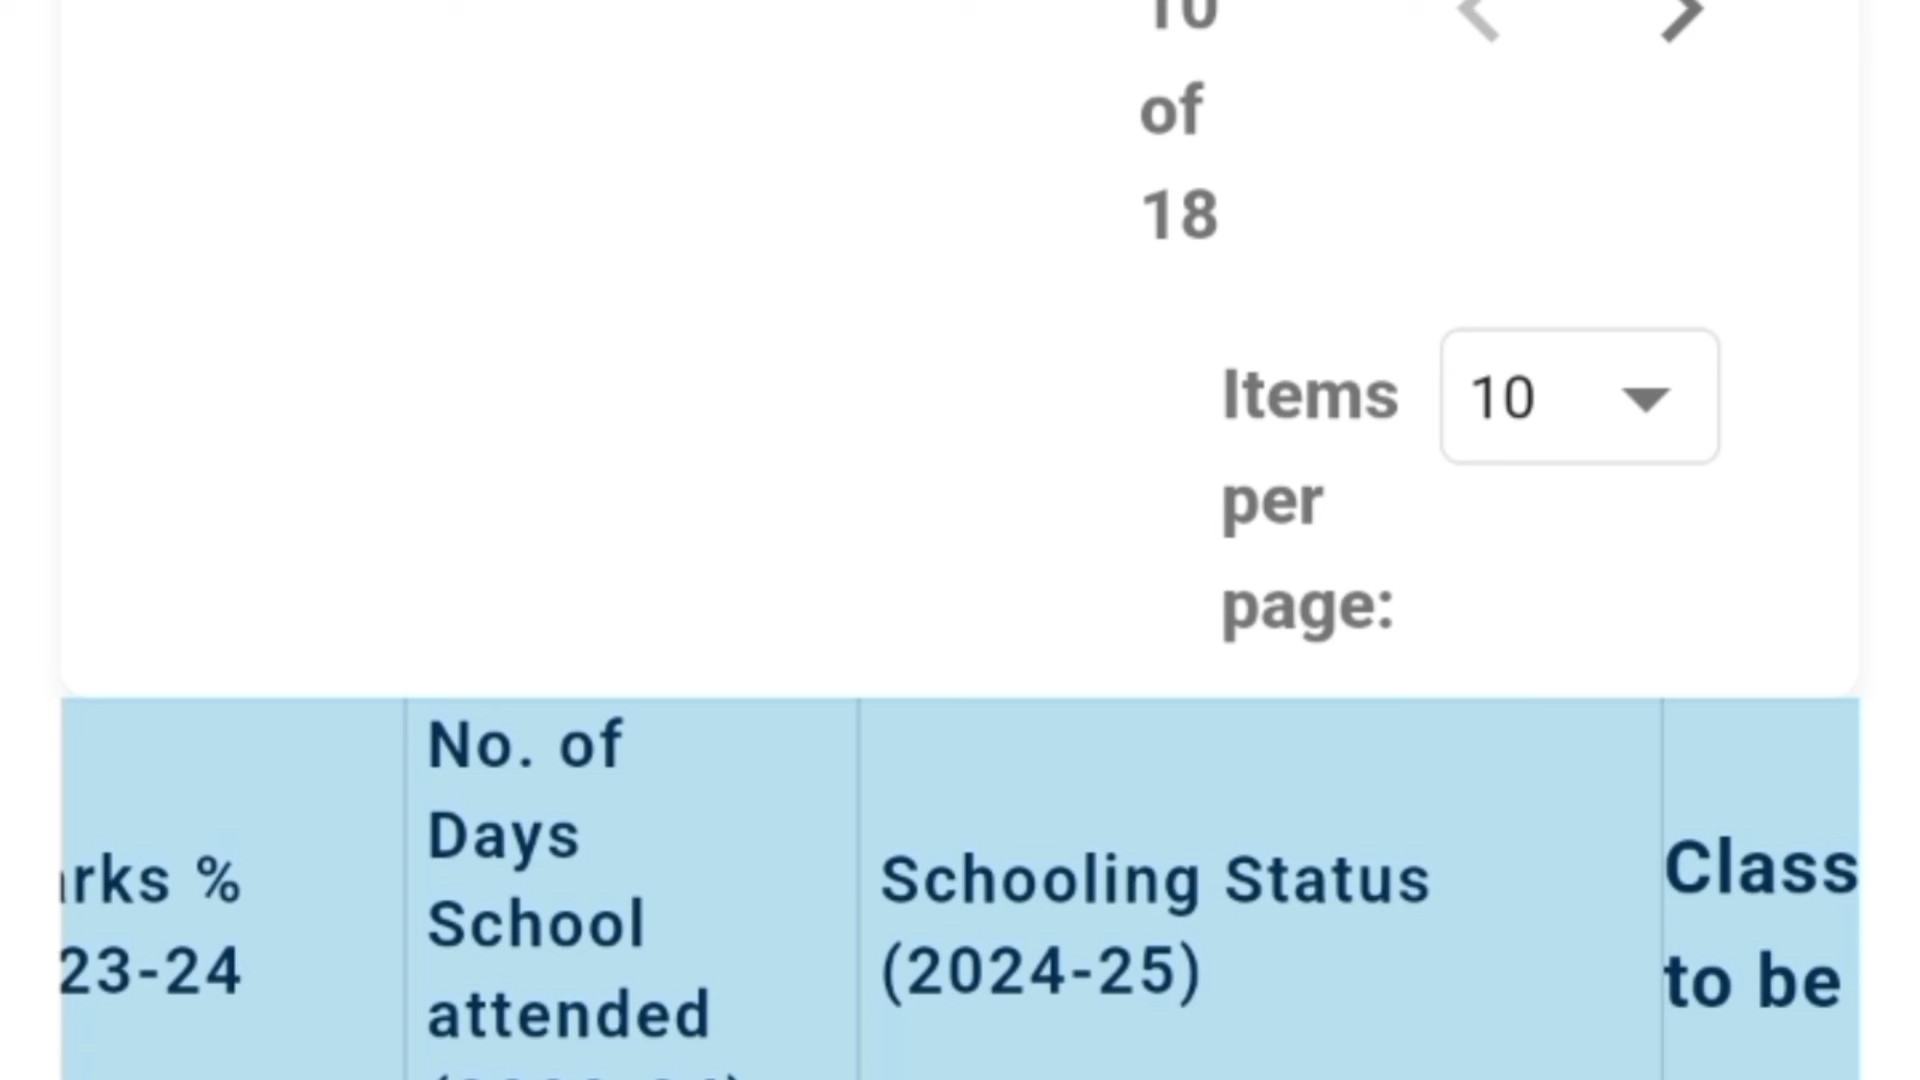 10
of
18
Items 10
per
page:
No. of
Days
School
attended
% 
23-24
Schooling Status
(2024-25)
Class
to be